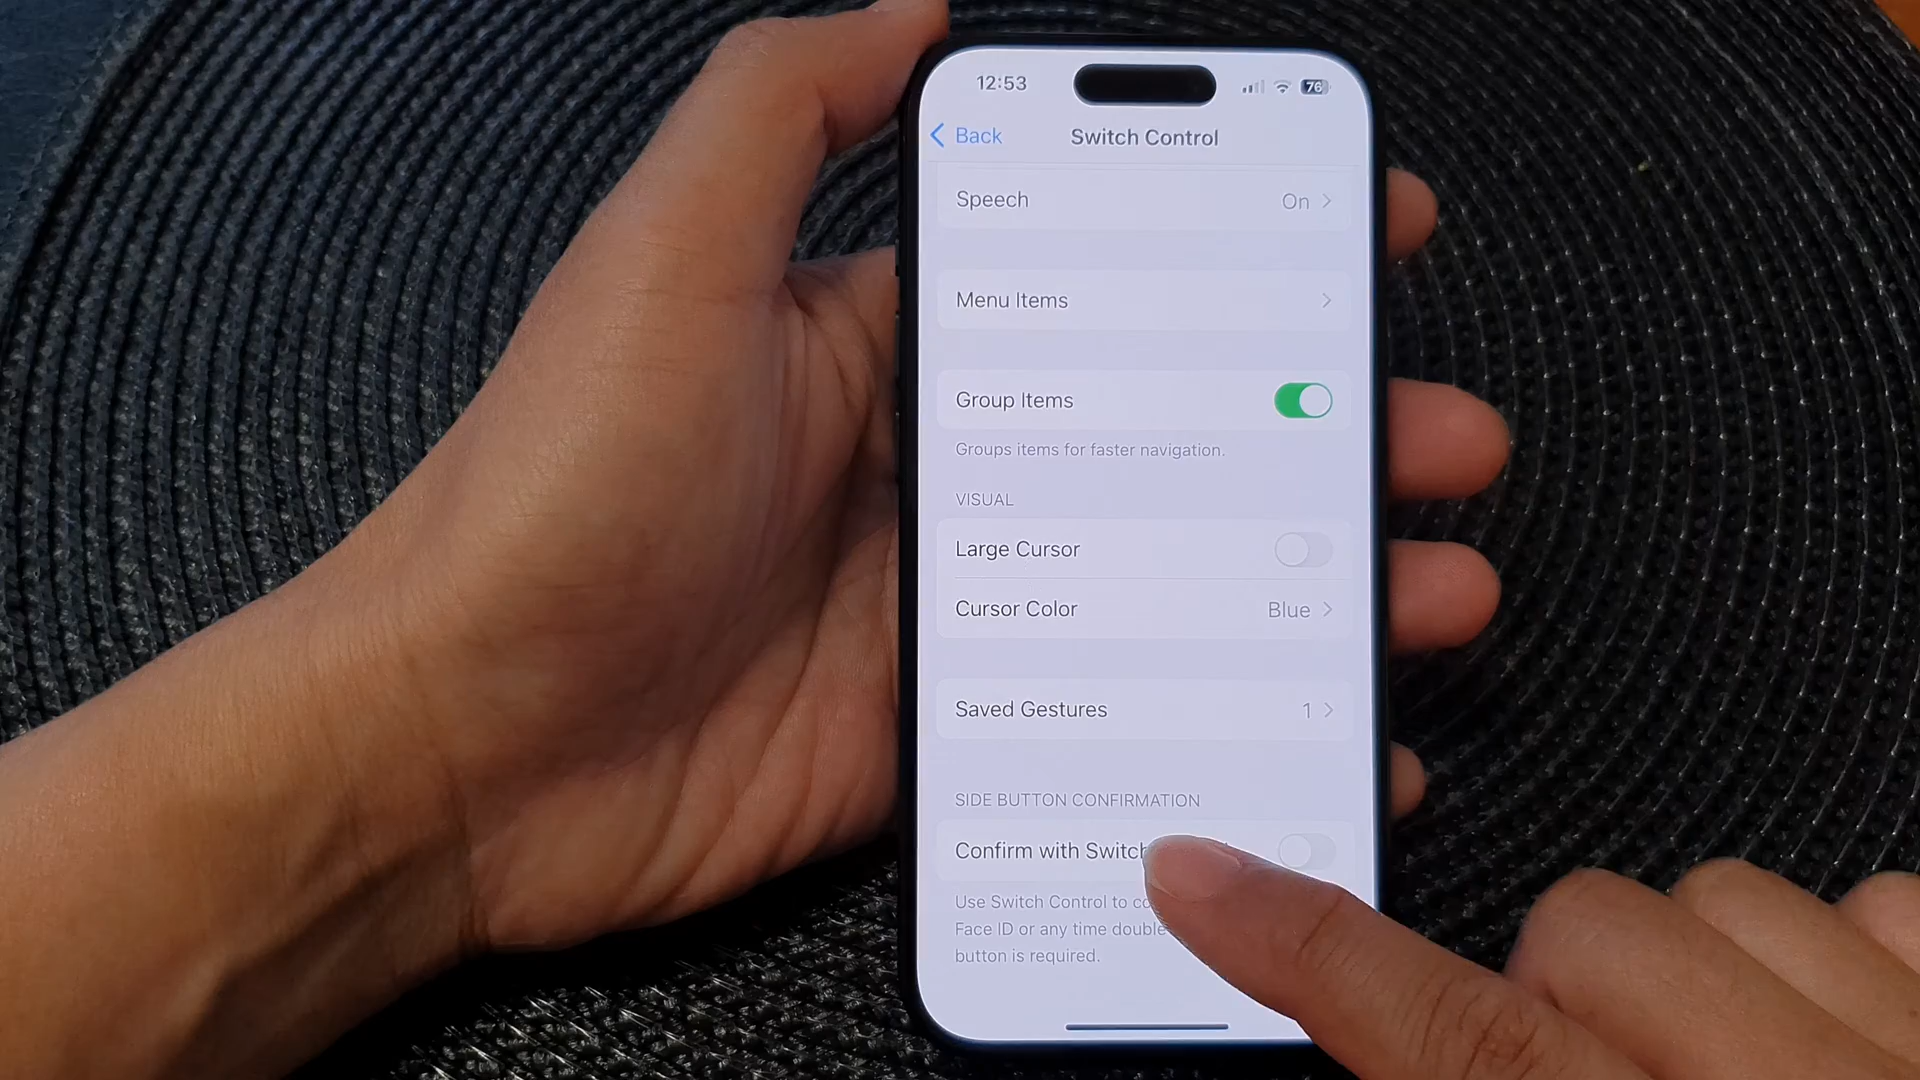 12:53
76
Back
Switch Control
Speech
On
Menu Items
Group Items
Groups items for faster navigation.
VISUAL
Large Cursor
Cursor Color
Blue
Saved Gestures
1
SIDE BUTTON CONFIRMATION
Confirm with Switch
Use Switch Control to
Face ID or any time double
button is required.